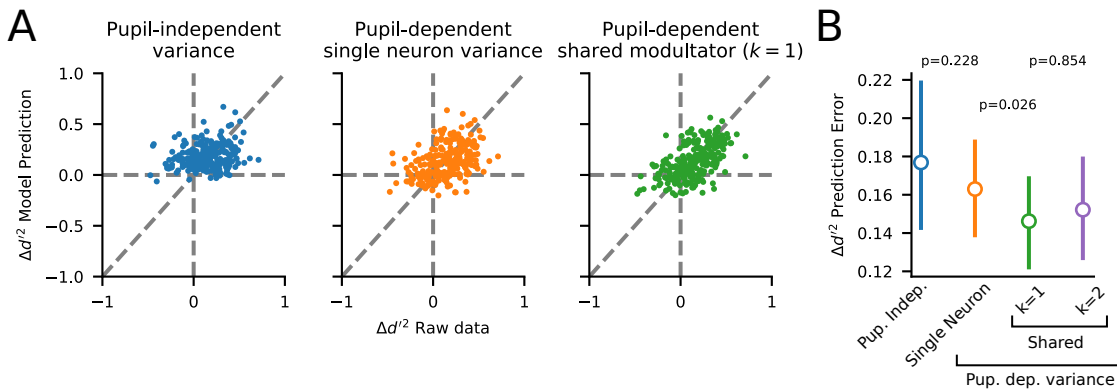 A
Pupil-independent
variance
Pupil-dependent
single neuron variance
Pupil-dependent
shared modultator (k = 1)
Δd′² Model Prediction
1.0
0.5
0.0
−0.5
−1.0
−1
0
1
−1
0
1
−1
0
1
Δd′² Raw data
B
p=0.228
p=0.854
p=0.026
Δd′² Prediction Error
0.22
0.20
0.18
0.16
0.14
0.12
Pup. Indep.
Single Neuron
k=1
k=2
Shared
Pup. dep. variance